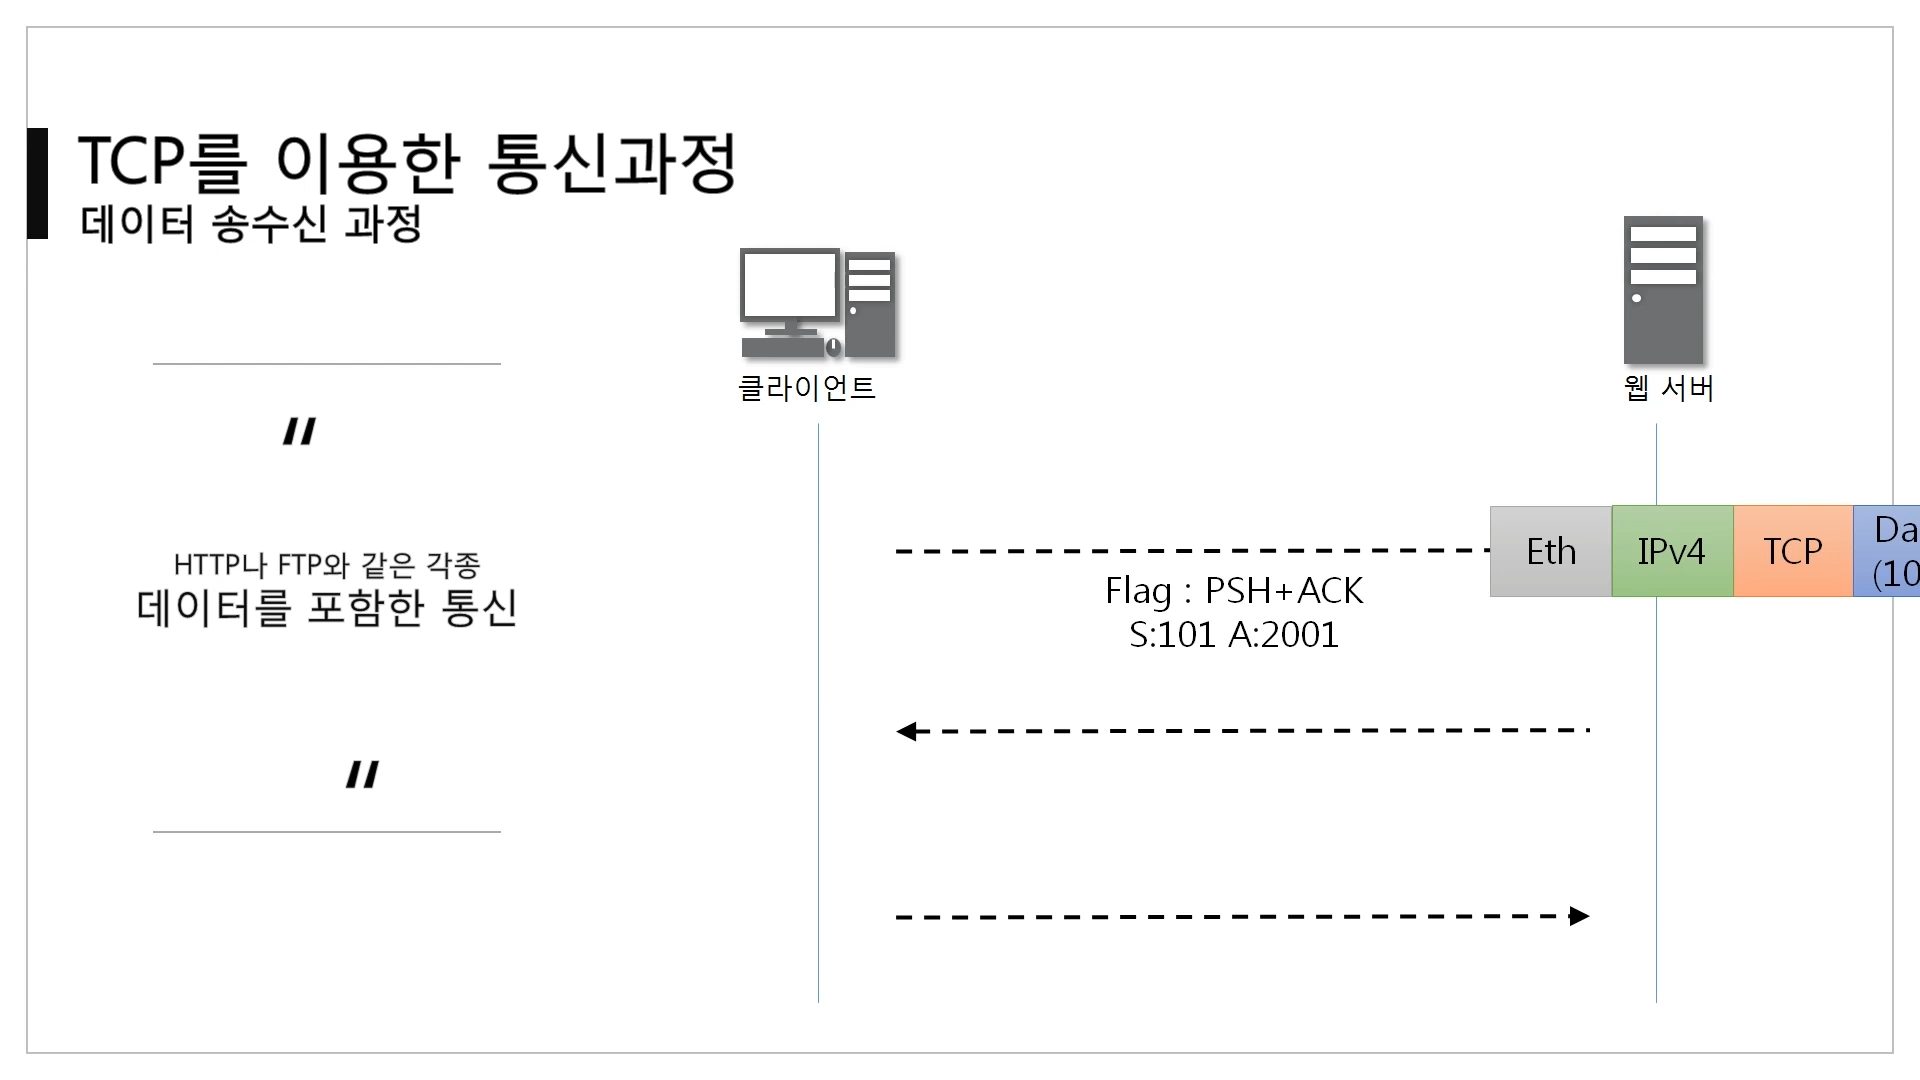 TCP를 이용한 통신과정
데이터 송수신 과정
클라이언트
웹 서버
"
HTTP나 FTP와 같은 각종
데이터를 포함한 통신
"
Eth
IPv4
TCP
Flag : PSH+ACK
S:101 A:2001